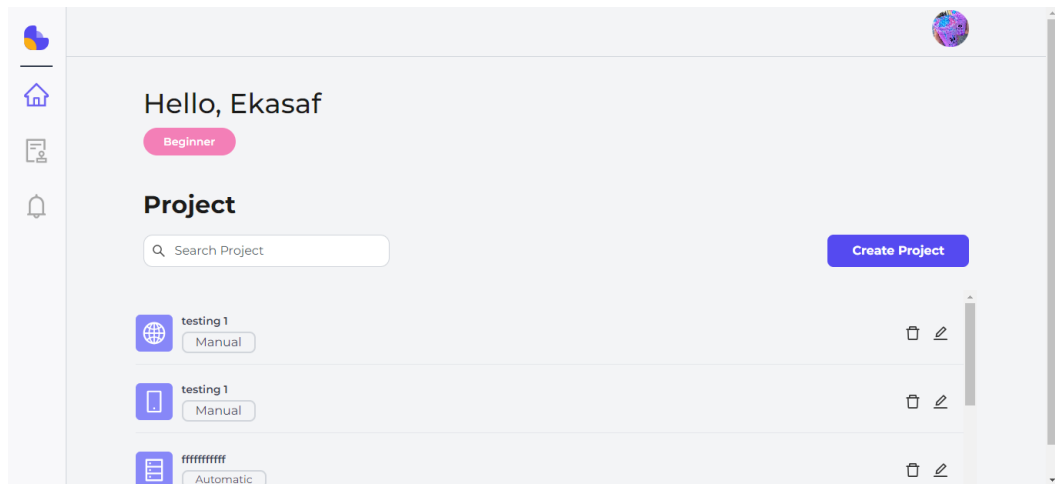 Hello, Ekasaf
Beginner
Project
Search Project
Create Project
testing 1
Manual
testing 1
Manual
fffffffffff
Automatic